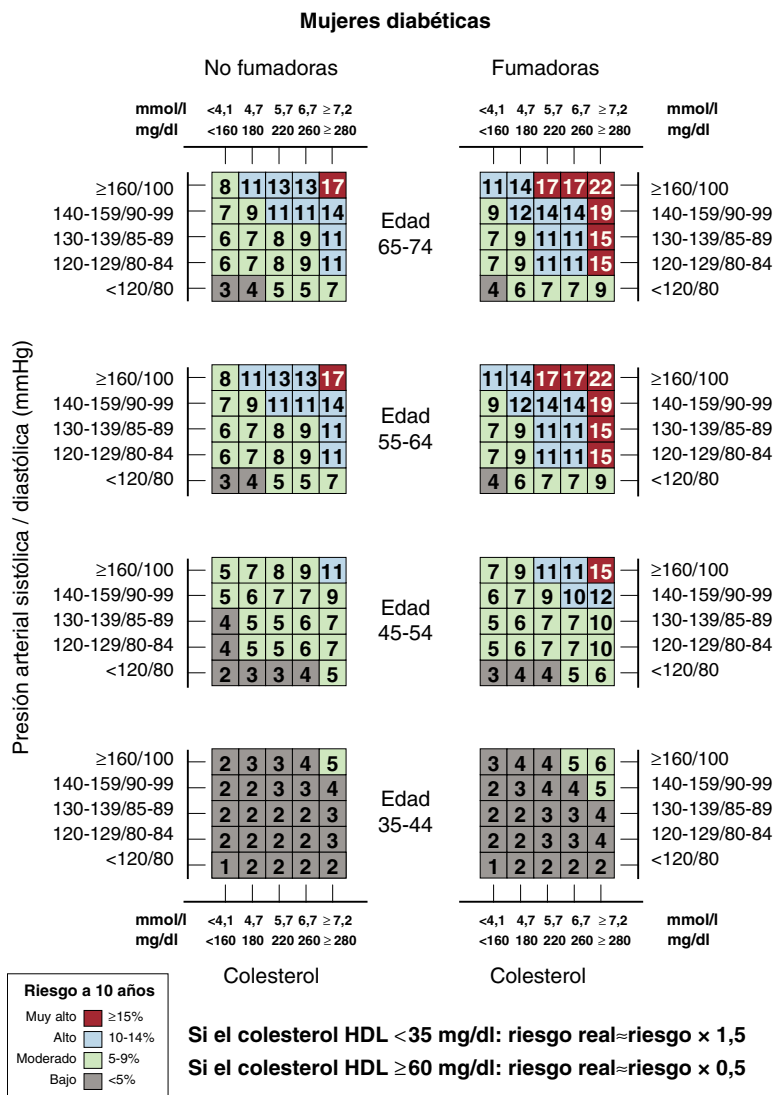 Mujeres diabéticas
No fumadoras Fumadoras
mmol/l <4,1 4,7 5,7 6,7 ≥7,2 <4,1 4,7 5,7 6,7 ≥7,2 mmol/l
mg/dl <160 180 220 260 ≥280 <160 180 220 260 ≥280 mg/dl
Presión arterial sistólica / diastólica (mmHg)
≥160/100 8 11 13 13 17 11 14 17 17 22 ≥160/100
140-159/90-99 7 9 11 11 14 Edad 9 12 14 14 19 140-159/90-99
130-139/85-89 6 7 8 9 11 65-74 7 9 11 11 15 130-139/85-89
120-129/80-84 6 7 8 9 11 7 9 11 11 15 120-129/80-84
<120/80 3 4 5 5 7 4 6 7 7 9 <120/80
≥160/100 8 11 13 13 17 11 14 17 17 22 ≥160/100
140-159/90-99 7 9 11 11 14 Edad 9 12 14 14 19 140-159/90-99
130-139/85-89 6 7 8 9 11 55-64 7 9 11 11 15 130-139/85-89
120-129/80-84 6 7 8 9 11 7 9 11 11 15 120-129/80-84
<120/80 3 4 5 5 7 4 6 7 7 9 <120/80
≥160/100 5 7 8 9 11 7 9 11 11 15 ≥160/100
140-159/90-99 5 6 7 7 9 Edad 6 7 9 10 12 140-159/90-99
130-139/85-89 4 5 5 6 7 45-54 5 6 7 7 10 130-139/85-89
120-129/80-84 4 5 5 6 7 5 6 7 7 10 120-129/80-84
<120/80 2 3 3 4 5 3 4 4 5 6 <120/80
≥160/100 2 3 3 4 5 3 4 4 5 6 ≥160/100
140-159/90-99 2 2 3 3 4 Edad 2 3 4 4 5 140-159/90-99
130-139/85-89 2 2 2 2 3 35-44 2 2 3 3 4 130-139/85-89
120-129/80-84 2 2 2 2 3 2 2 3 3 4 120-129/80-84
<120/80 1 2 2 2 2 1 2 2 2 2 <120/80
mmol/l <4,1 4,7 5,7 6,7 ≥7,2 <4,1 4,7 5,7 6,7 ≥7,2 mmol/l
mg/dl <160 180 220 260 ≥280 <160 180 220 260 ≥280 mg/dl
Colesterol Colesterol
Riesgo a 10 años
Muy alto ≥15%
Alto 10-14%
Moderado 5-9%
Bajo <5%
Si el colesterol HDL <35 mg/dl: riesgo real≈riesgo × 1,5
Si el colesterol HDL ≥60 mg/dl: riesgo real≈riesgo × 0,5